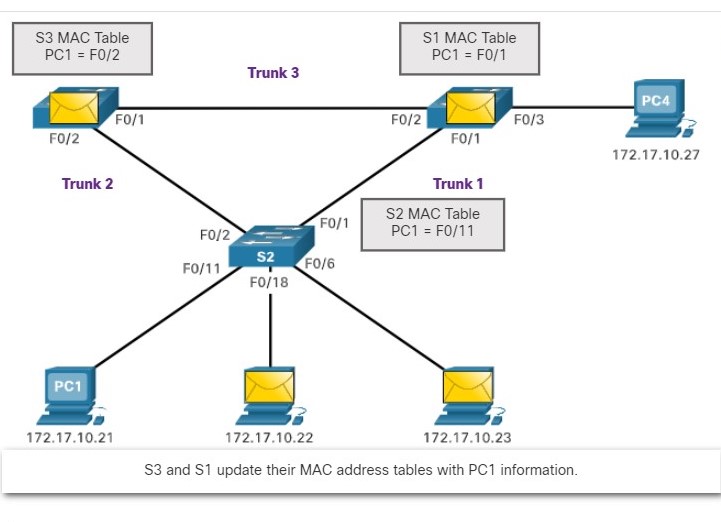 S3 MAC Table
PC1 = F0/2
S1 MAC Table
PC1 = F0/1
Trunk 3
PC4
F0/1
F0/2
F0/3
F0/2
F0/1
172.17.10.27
Trunk 2
Trunk 1
S2 MAC Table
PC1 = F0/11
F0/1
F0/2
S2
F0/11
F0/6
F0/18
PC1
172.17.10.21
172.17.10.22
172.17.10.23
S3 and S1 update their MAC address tables with PC1 information.